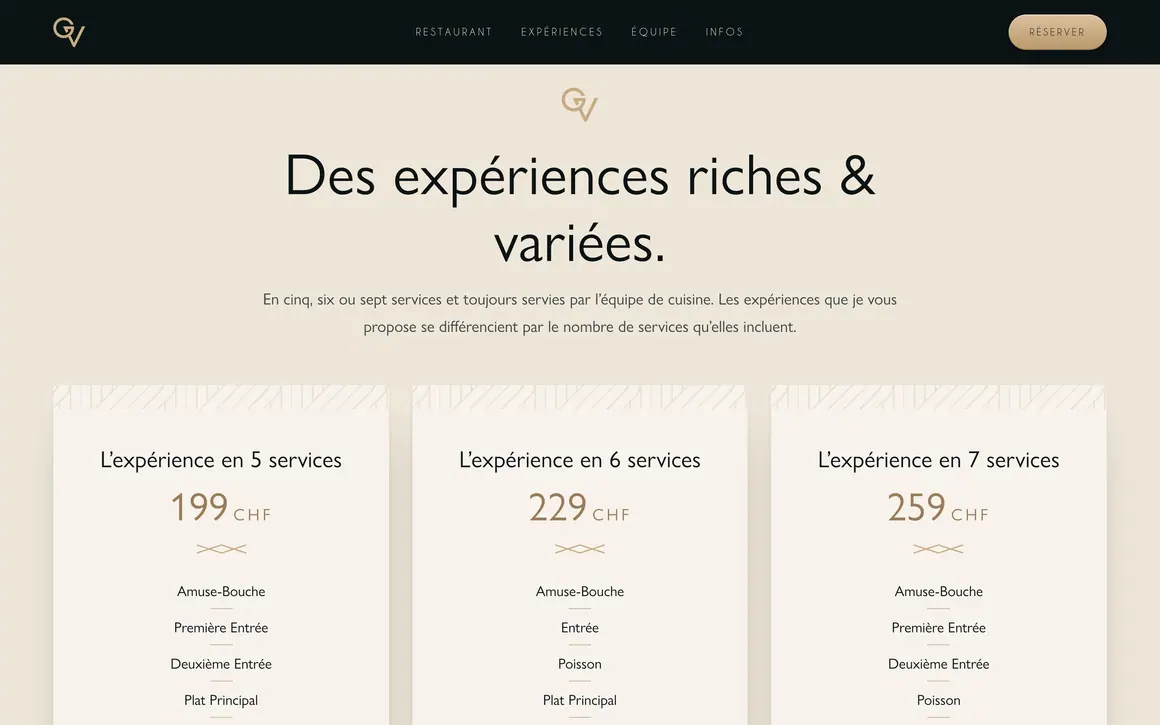 GV
RESTAURANT
EXPÉRIENCES
ÉQUIPE
INFOS
RÉSERVER
GV
Des expériences riches &
variées.
En cinq, six ou sept services et toujours servies par l’équipe de cuisine. Les expériences que je vous
propose se différencient par le nombre de services qu’elles incluent.
L’expérience en 5 services
199 CHF
Amuse-Bouche
Première Entrée
Deuxième Entrée
Plat Principal
L’expérience en 6 services
229 CHF
Amuse-Bouche
Entrée
Poisson
Plat Principal
L’expérience en 7 services
259 CHF
Amuse-Bouche
Première Entrée
Deuxième Entrée
Poisson